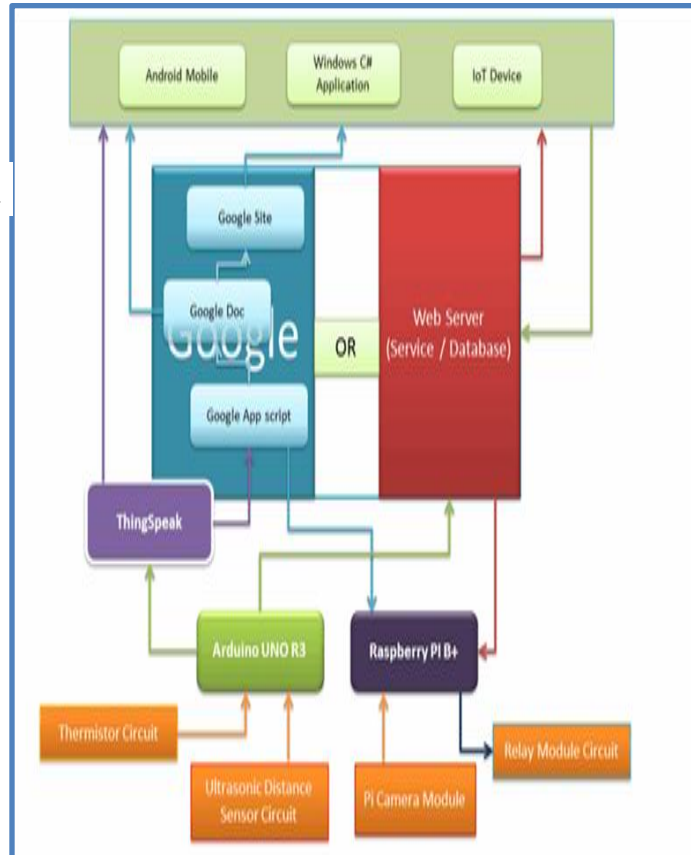 Android Mobile
Windows C#
Application
IoT Device
Google Site
Google Doc
Google
OR
Web Server
(Service / Database)
Google App script
ThingSpeak
Arduino UNO R3
Raspberry PI B+
Thermistor Circuit
Relay Module Circuit
Ultrasonic Distance
Sensor Circuit
Pi Camera Module